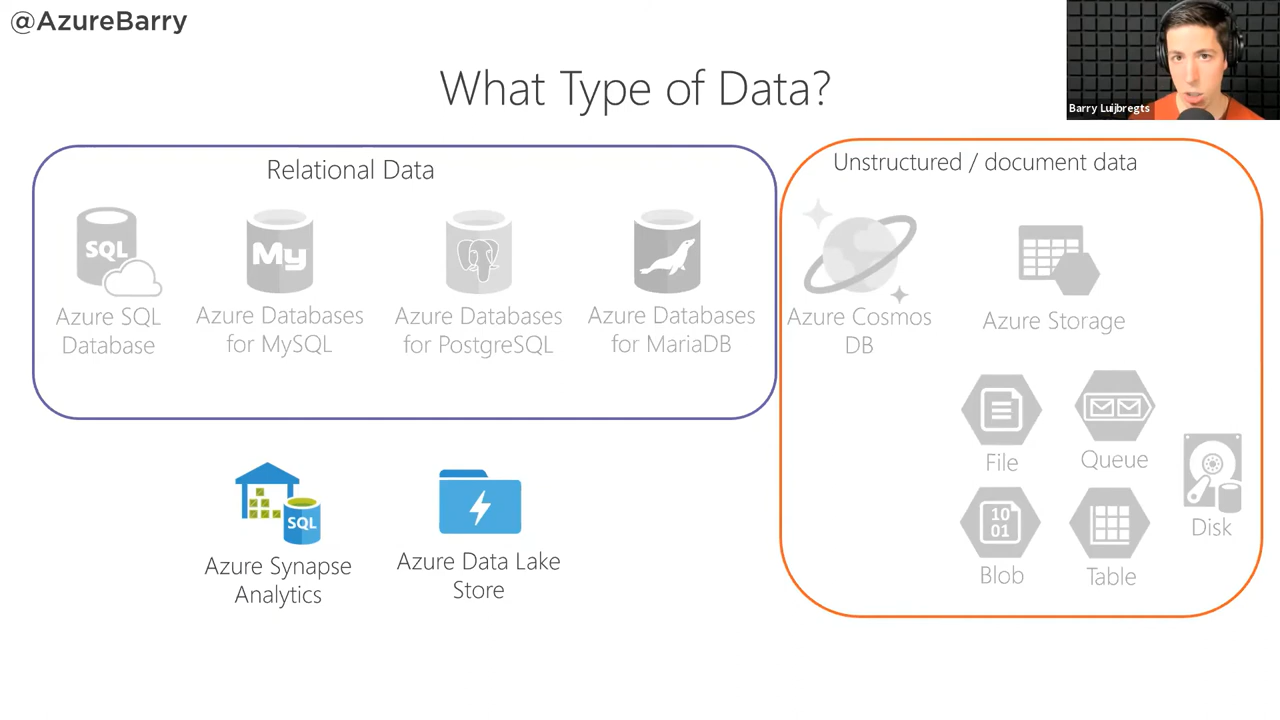 @AzureBarry
Barry Luijbregts
What Type of Data?
Relational Data
SQL
Azure SQL
Database
My
Azure Databases
for MySQL
Azure Databases
for PostgreSQL
Azure Databases
for MariaDB
Unstructured / document data
Azure Cosmos
DB
Azure Storage
File
Queue
10
01
Blob
Table
Disk
SQL
Azure Synapse
Analytics
Azure Data Lake
Store